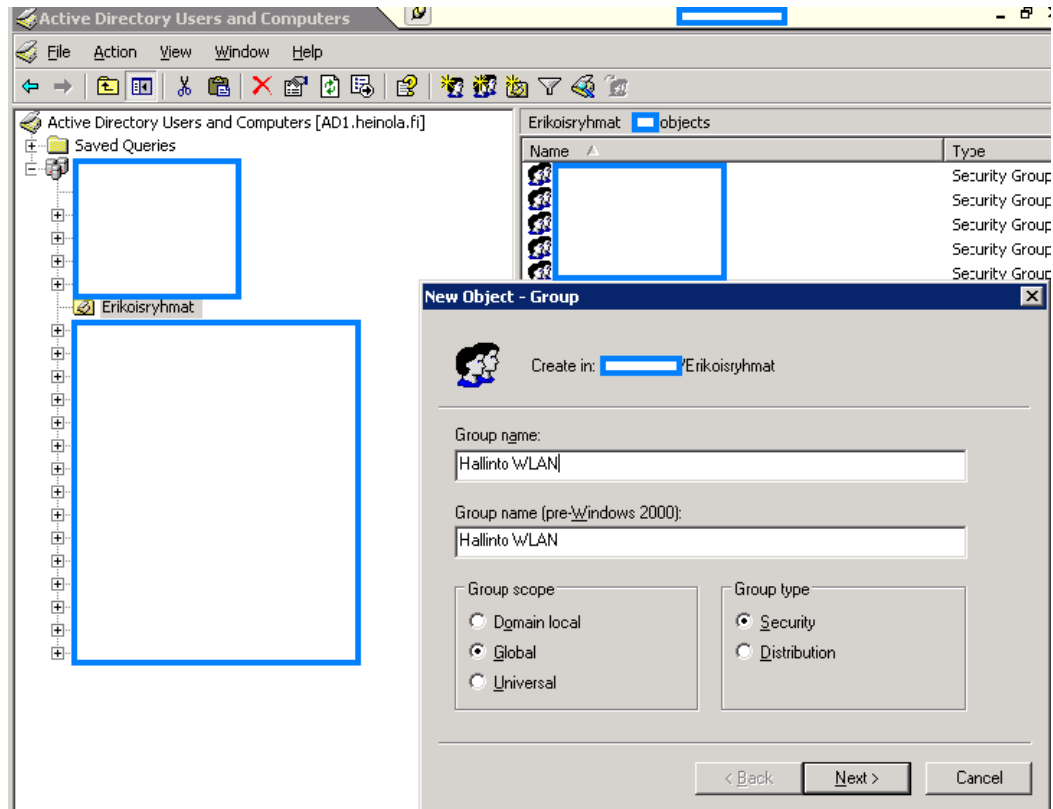 Active Directory Users and Computers
File Action View Window Help
Active Directory Users and Computers [AD1.heinola.fi]
Saved Queries
Erikoisryhmat
Erikoisryhmat objects
Name Type
Security Group
Security Group
Security Group
Security Group
Security Group
New Object - Group
Create in: /Erikoisryhmat
Group name:
Hallinto WLAN
Group name (pre-Windows 2000):
Hallinto WLAN
Group scope
Domain local
Global
Universal
Group type
Security
Distribution
< Back Next > Cancel